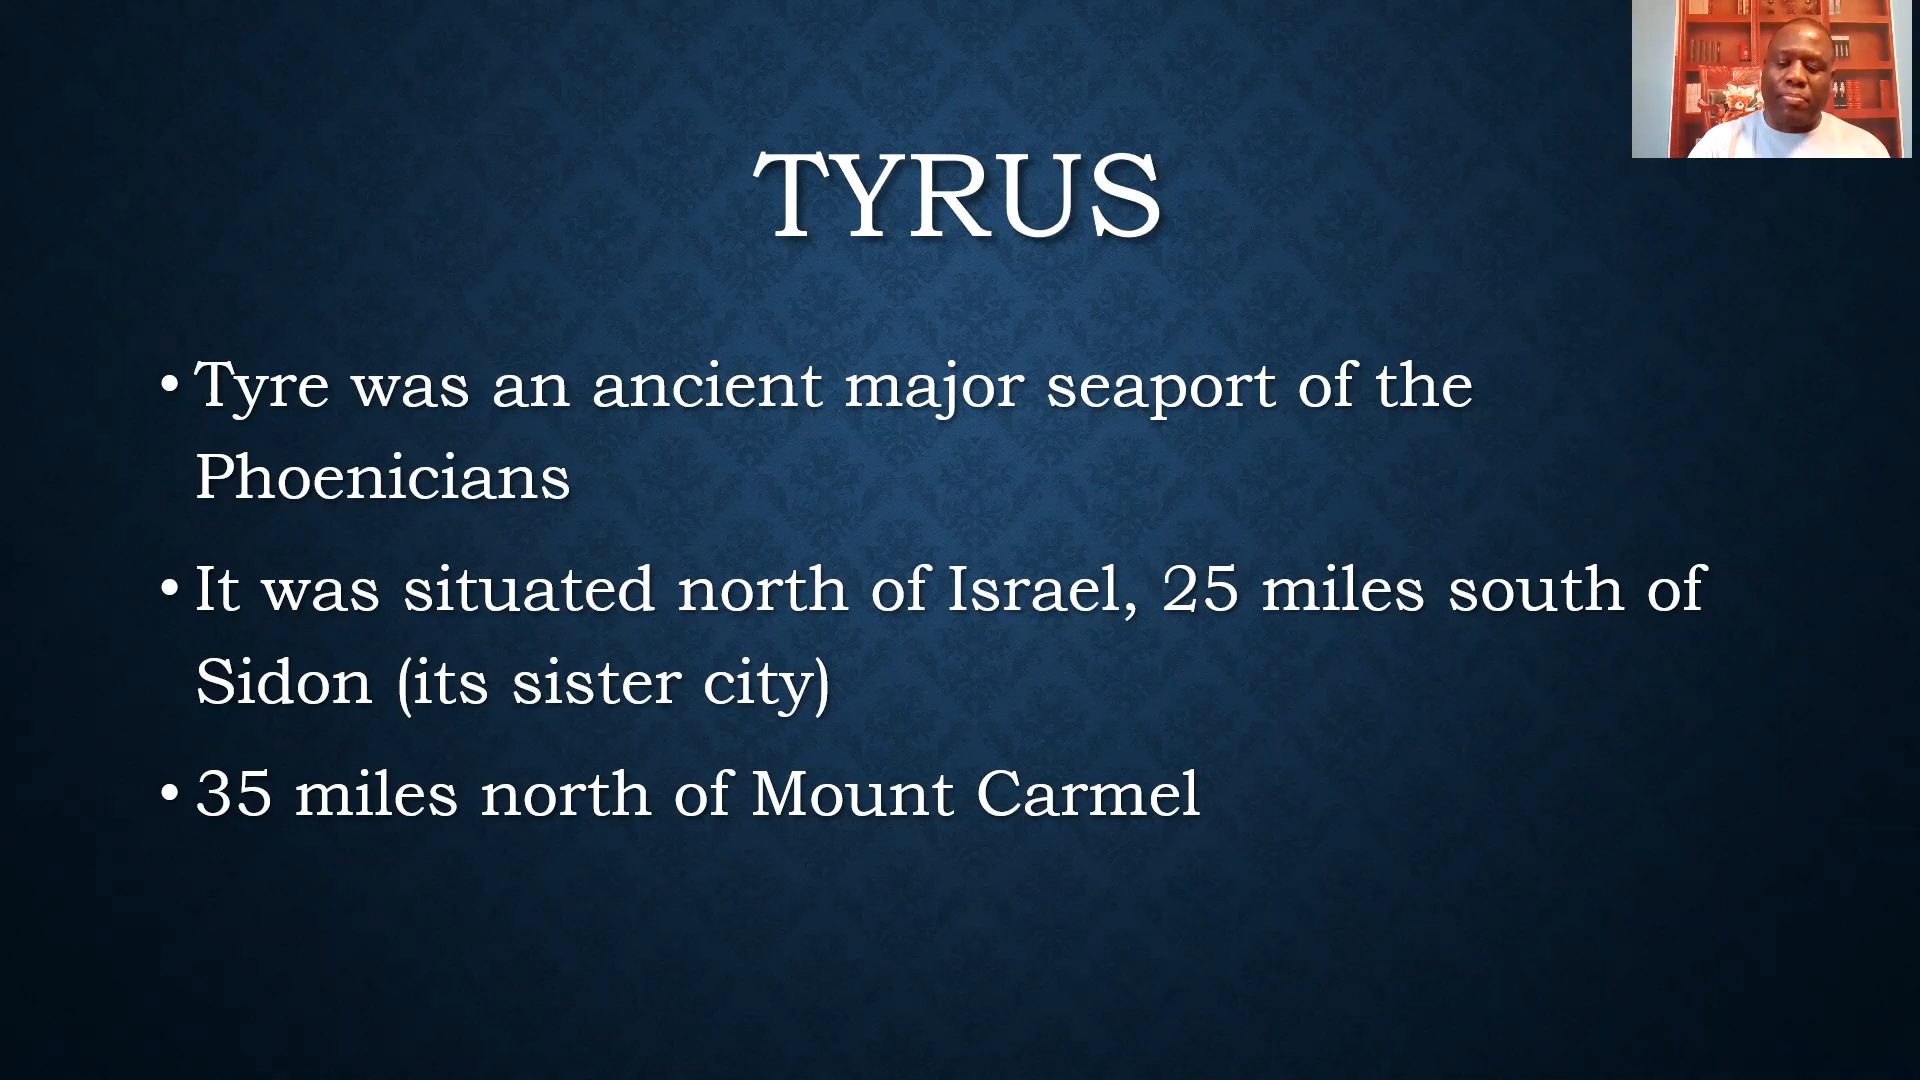 TYRUS
• Tyre was an ancient major seaport of the
Phoenicians
• It was situated north of Israel, 25 miles south of
Sidon (its sister city)
• 35 miles north of Mount Carmel